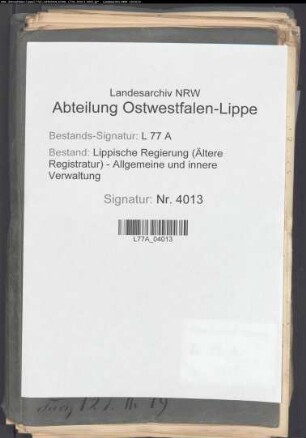 Landesarchiv NRW
Abteilung Ostwestfalen-Lippe
Bestands-Signatur: L 77 A
Bestand: Lippische Regierung (Ältere
Registratur) - Allgemeine und innere
Verwaltung
Signatur: Nr. 4013
L77A_04013